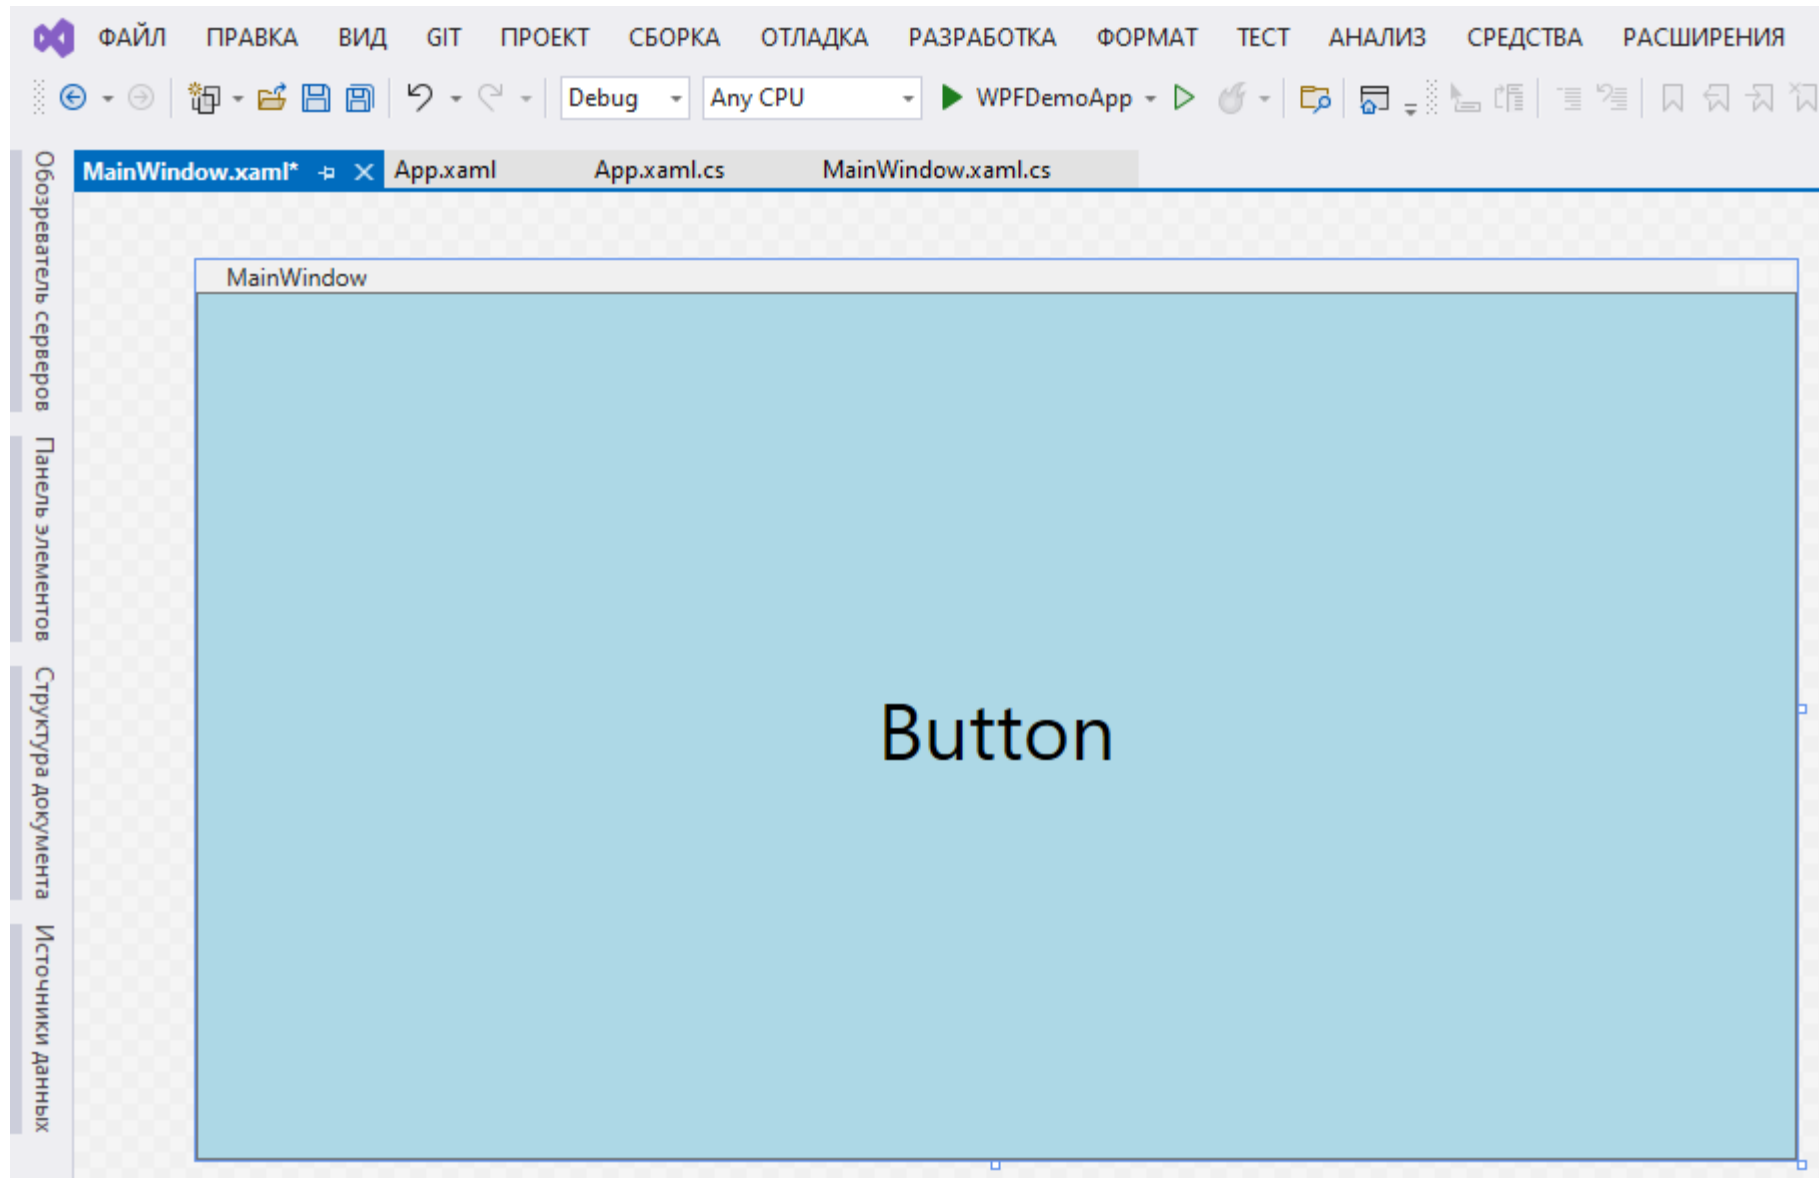 ФАЙЛ ПРАВКА ВИД GIT ПРОЕКТ СБОРКА ОТЛАДКА РАЗРАБОТКА ФОРМАТ ТЕСТ АНАЛИЗ СРЕДСТВА РАСШИРЕНИЯ
Debug Any CPU WPFDemoApp
MainWindow.xaml* App.xaml App.xaml.cs MainWindow.xaml.cs
Обозреватель серверов
Панель элементов
Структура документа
Источники данных
MainWindow
Button